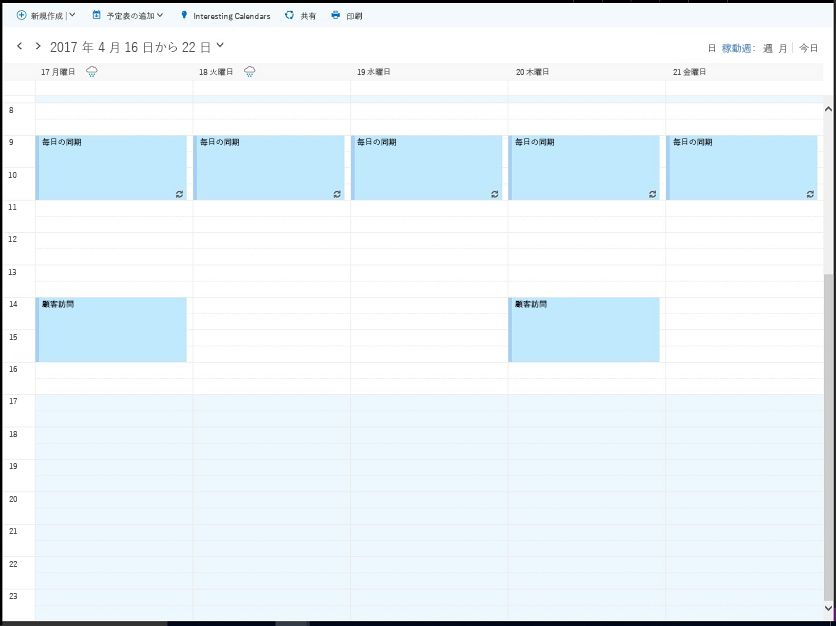 新規作成 予定表の追加 Interesting Calendars 共有 印刷
2017 年 4 月 16 日から 22 日
日 稼動週: 週 月 今日
17 月曜日 18 火曜日 19 水曜日 20 木曜日 21 金曜日
8
9 毎日の同期 毎日の同期 毎日の同期 毎日の同期 毎日の同期
10
11
12
13
14 顧客訪問 顧客訪問
15
16
17
18
19
20
21
22
23